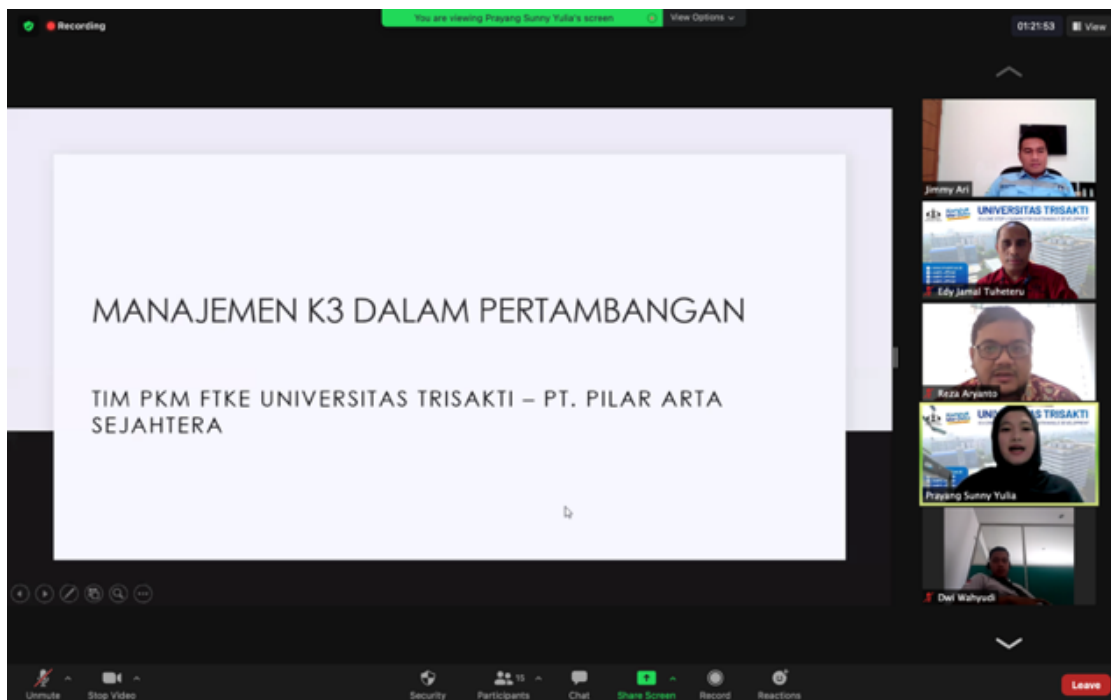 Recording
You are viewing Prayang Sunny Yulia's screen
View Options
01:21:53
View
MANAJEMEN K3 DALAM PERTAMBANGAN
TIM PKM FTKE UNIVERSITAS TRISAKTI – PT. PILAR ARTA
SEJAHTERA
Jimmy Ari
UNIVERSITAS TRISAKTI
Edy Jamal Tuheteru
Reza Aryanto
UN S TRISAKTI
Prayang Sunny Yulia
Dwi Wahyudi
Unmute
Stop Video
Security
Participants
15
Chat
Share Screen
Record
Reactions
Leave